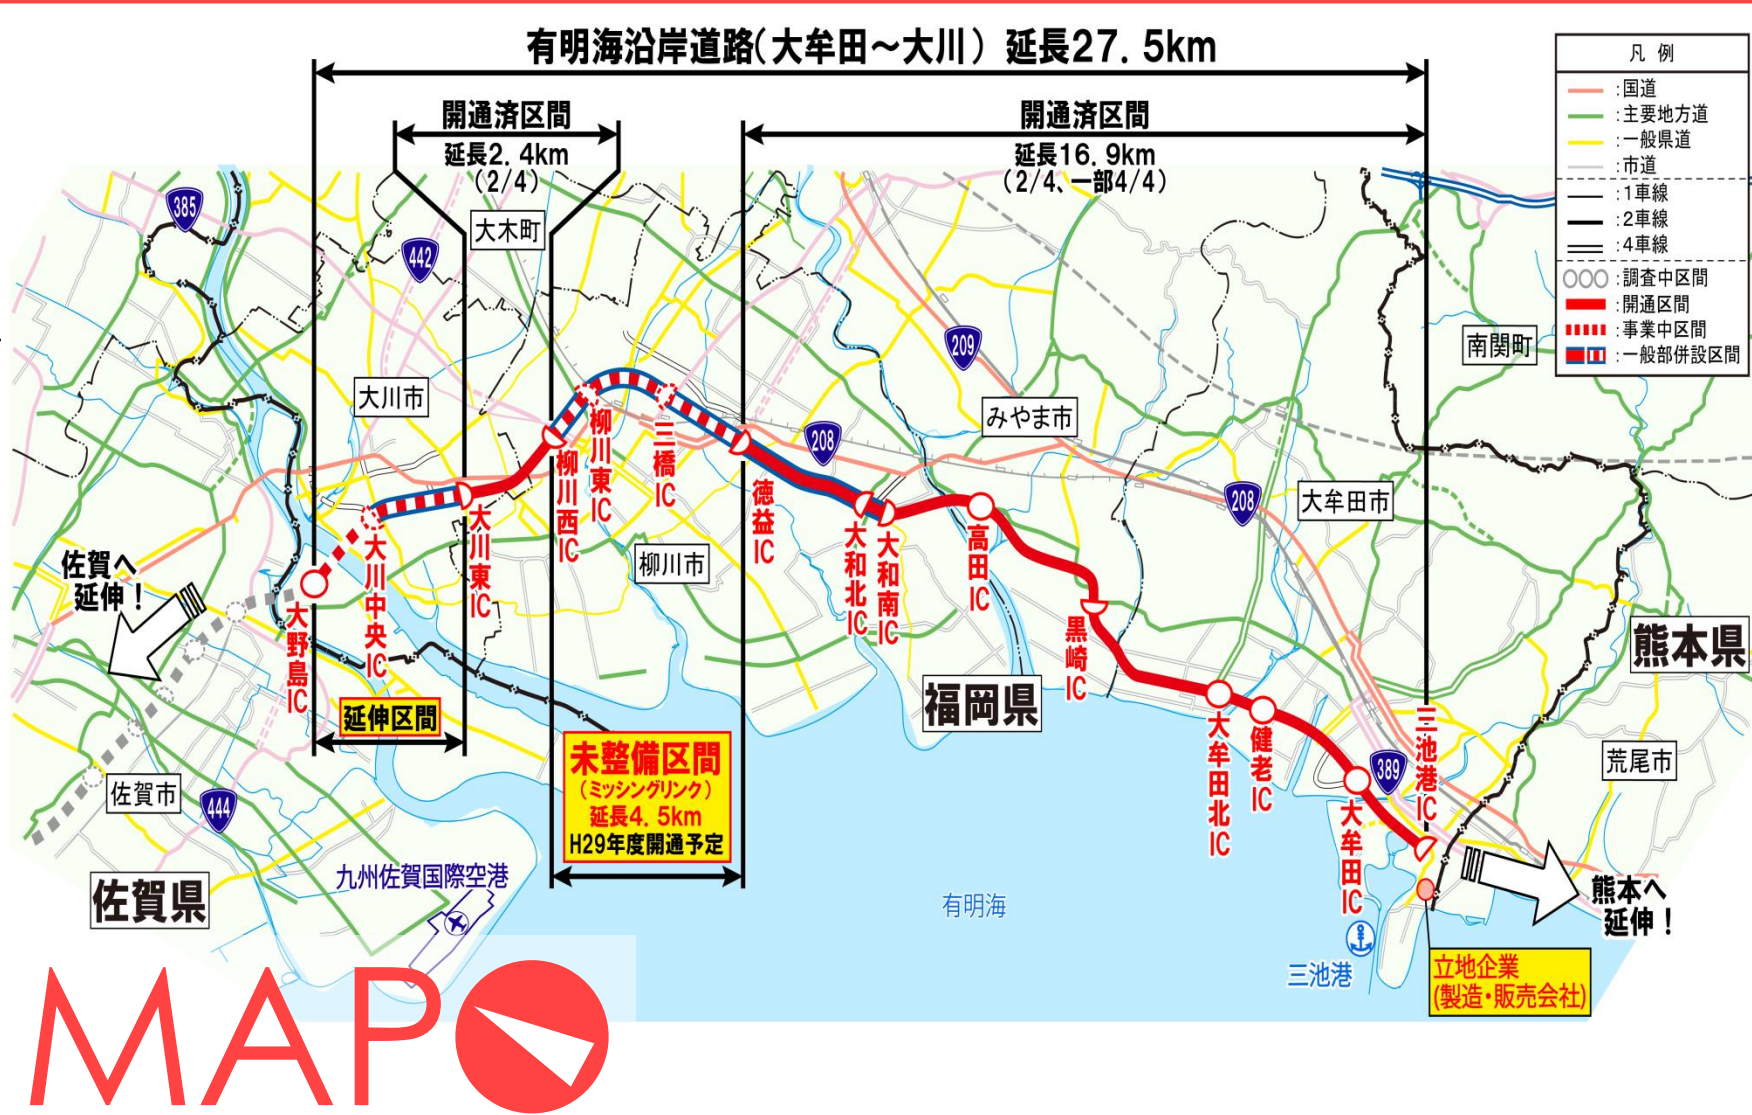 有明海沿岸道路(大牟田～大川) 延長27.5km
開通済区間
延長2.4km
(2/4)
開通済区間
延長16.9km
(2/4、一部4/4)
凡例
:国道
:主要地方道
:一般県道
:市道
:1車線
:2車線
:4車線
:調査中区間
:開通区間
:事業中区間
:一般部併設区間
385
442
大木町
209
南関町
大川市
みやま市
208
208
大牟田市
柳川東IC
三橋IC
柳川西IC
徳益IC
大和北IC
大和南IC
高田IC
大川東IC
大川中央IC
大野島IC
柳川市
佐賀へ
延伸!
黒崎IC
熊本県
福岡県
延伸区間
大牟田北IC
健老IC
三池港IC
389
荒尾市
大牟田IC
未整備区間
(ミッシングリンク)
延長4.5km
H29年度開通予定
佐賀市
444
佐賀県
九州佐賀国際空港
有明海
熊本へ
延伸!
三池港
立地企業
(製造・販売会社)
MAP